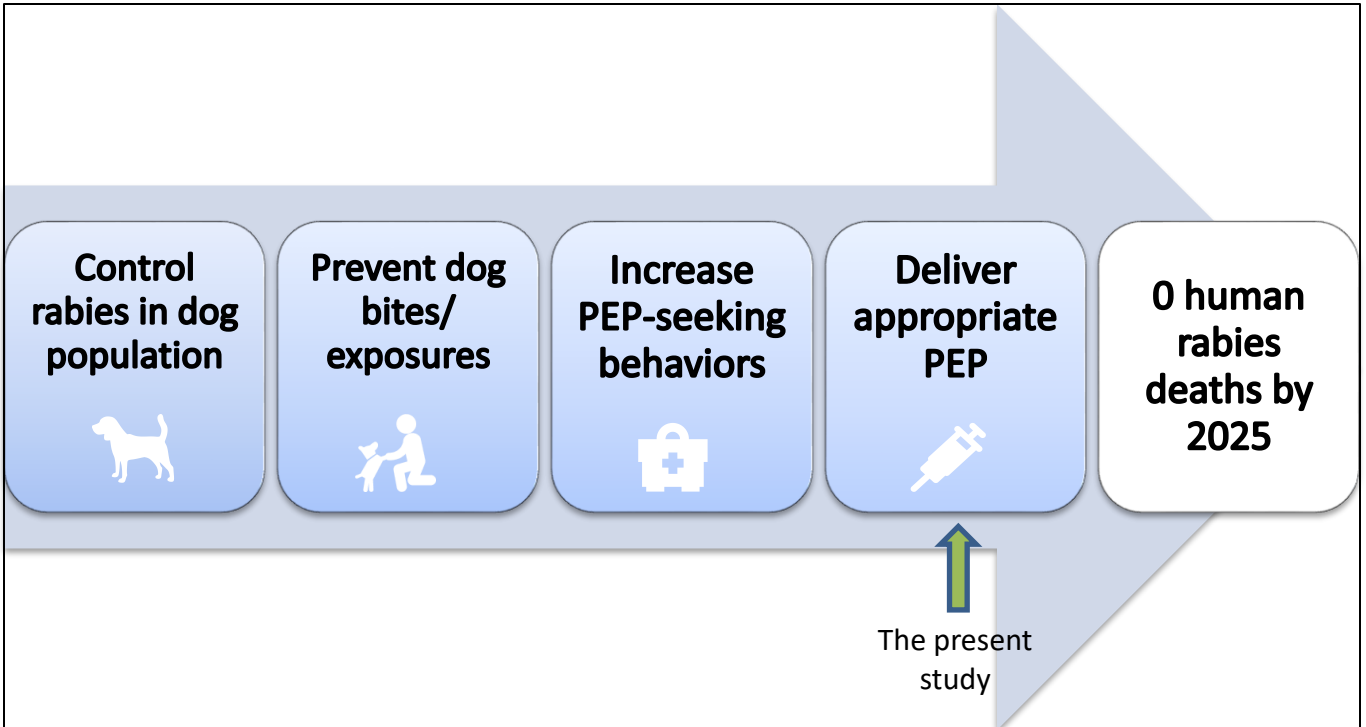 Control
rabies in dog
population
Prevent dog
bites/
exposures
Increase
PEP-seeking
behaviors
Deliver
appropriate
PEP
0 human
rabies
deaths by
2025
The present
study